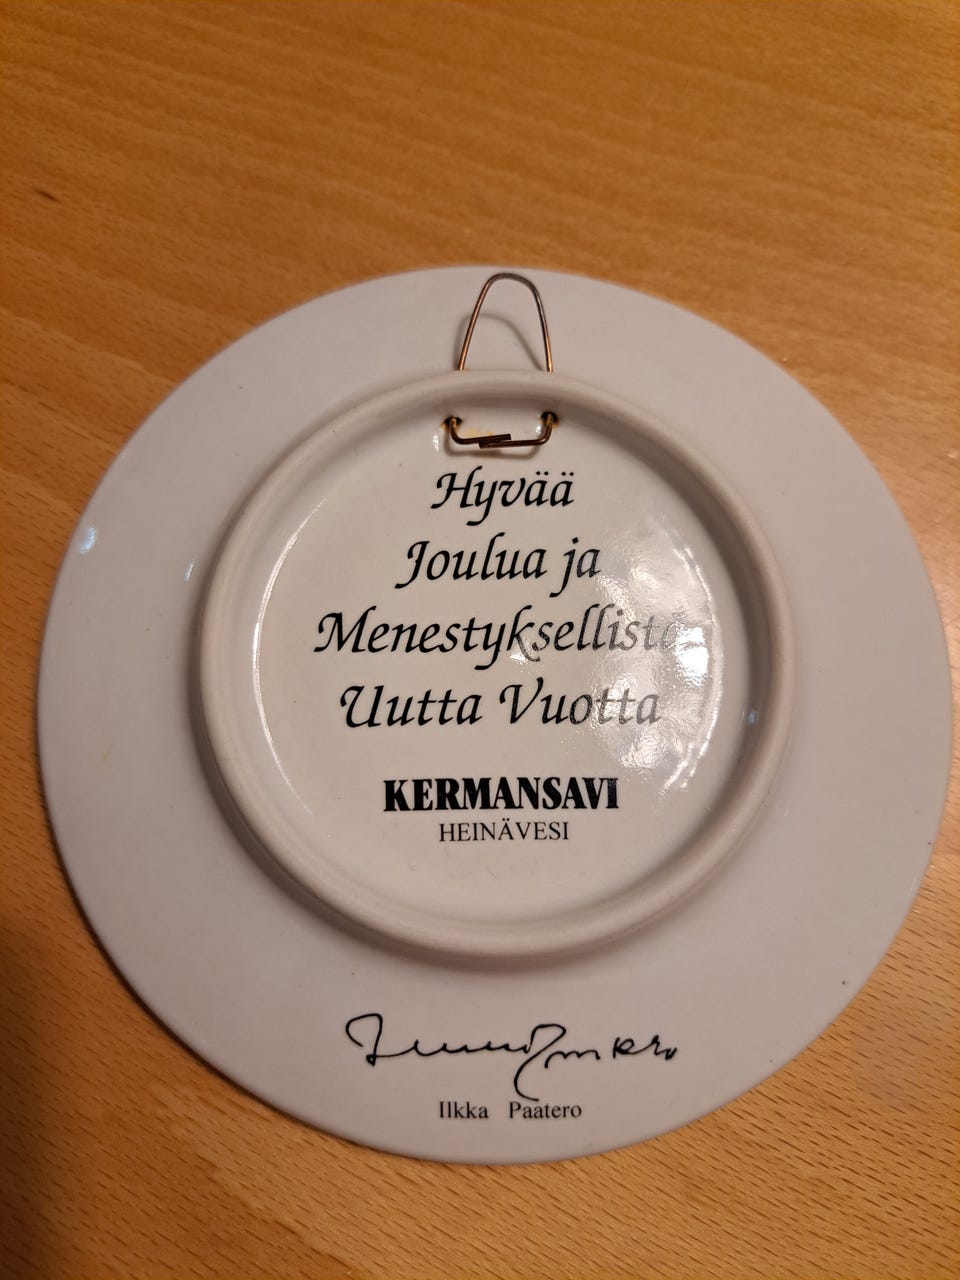 Hyvää
Joulua ja
Menestyksellistä
Uutta Vuotta
KERMANSAVI
HEINÄVESI
Ilkka Paatero